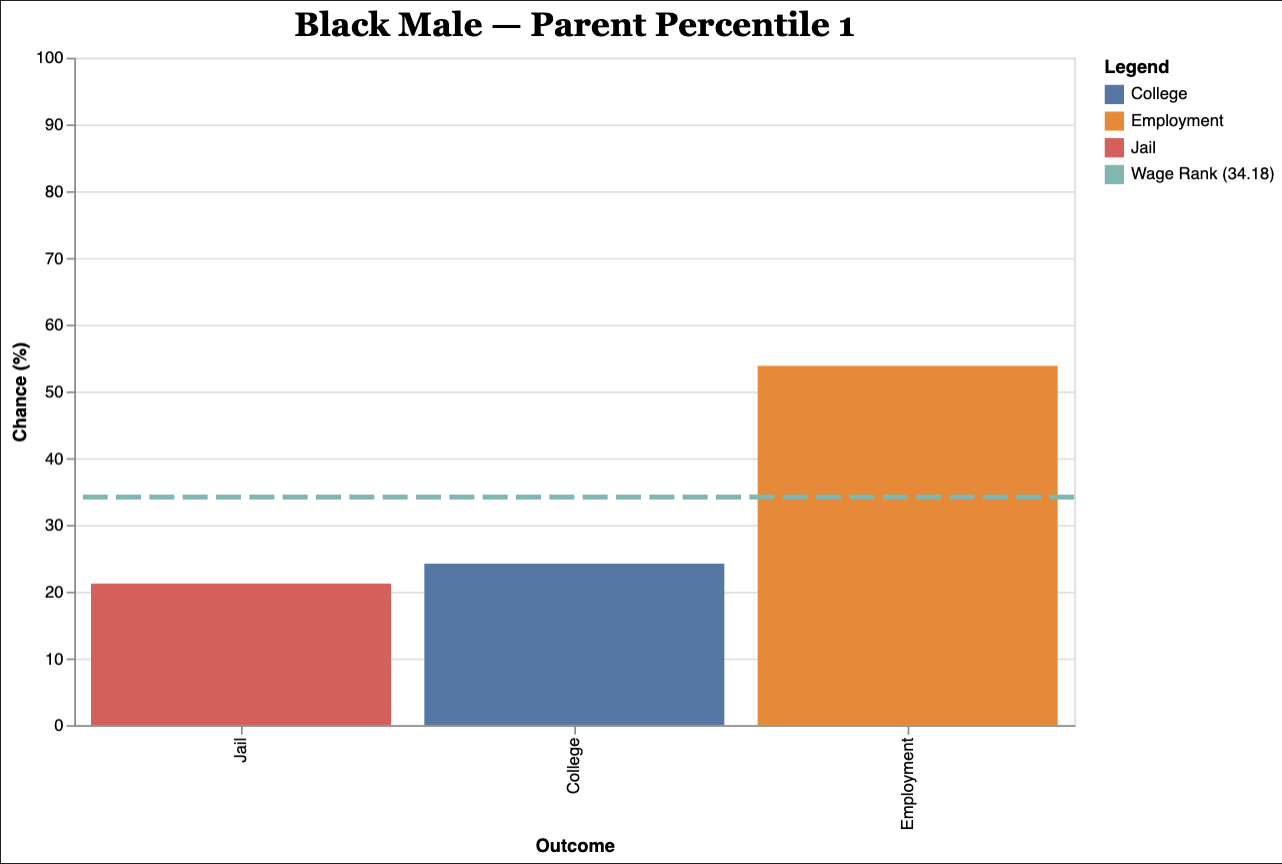 Black Male — Parent Percentile 1
100
90
80
70
60
50
40
30
20
10
0
Chance (%)
Jail
College
Employment
Outcome
Legend
College
Employment
Jail
Wage Rank (34.18)